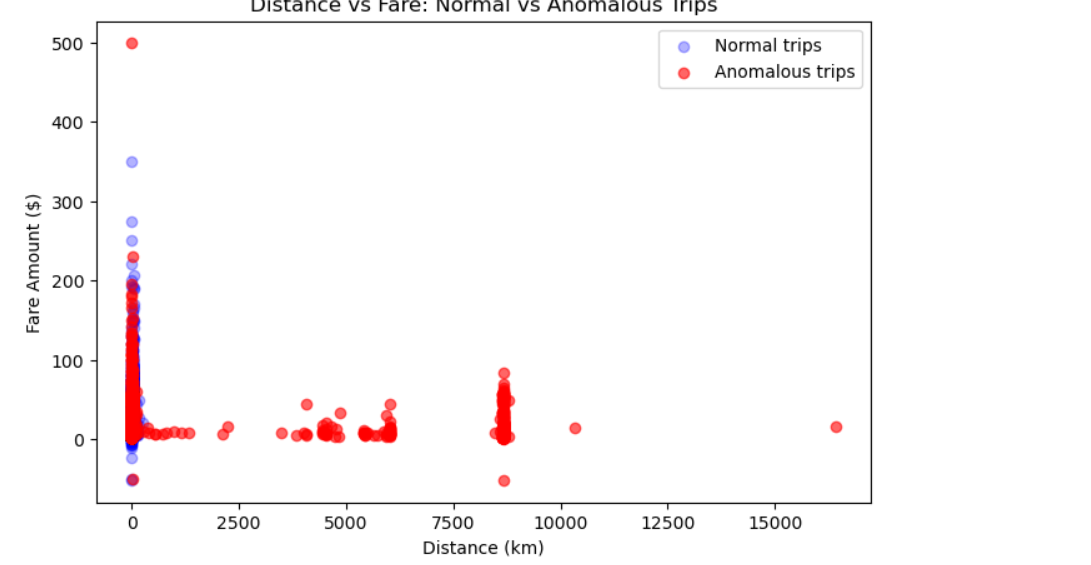 Distance vs Fare: Normal vs Anomalous Trips
Normal trips
Anomalous trips
500
400
300
200
100
0
Fare Amount ($)
0 2500 5000 7500 10000 12500 15000
Distance (km)